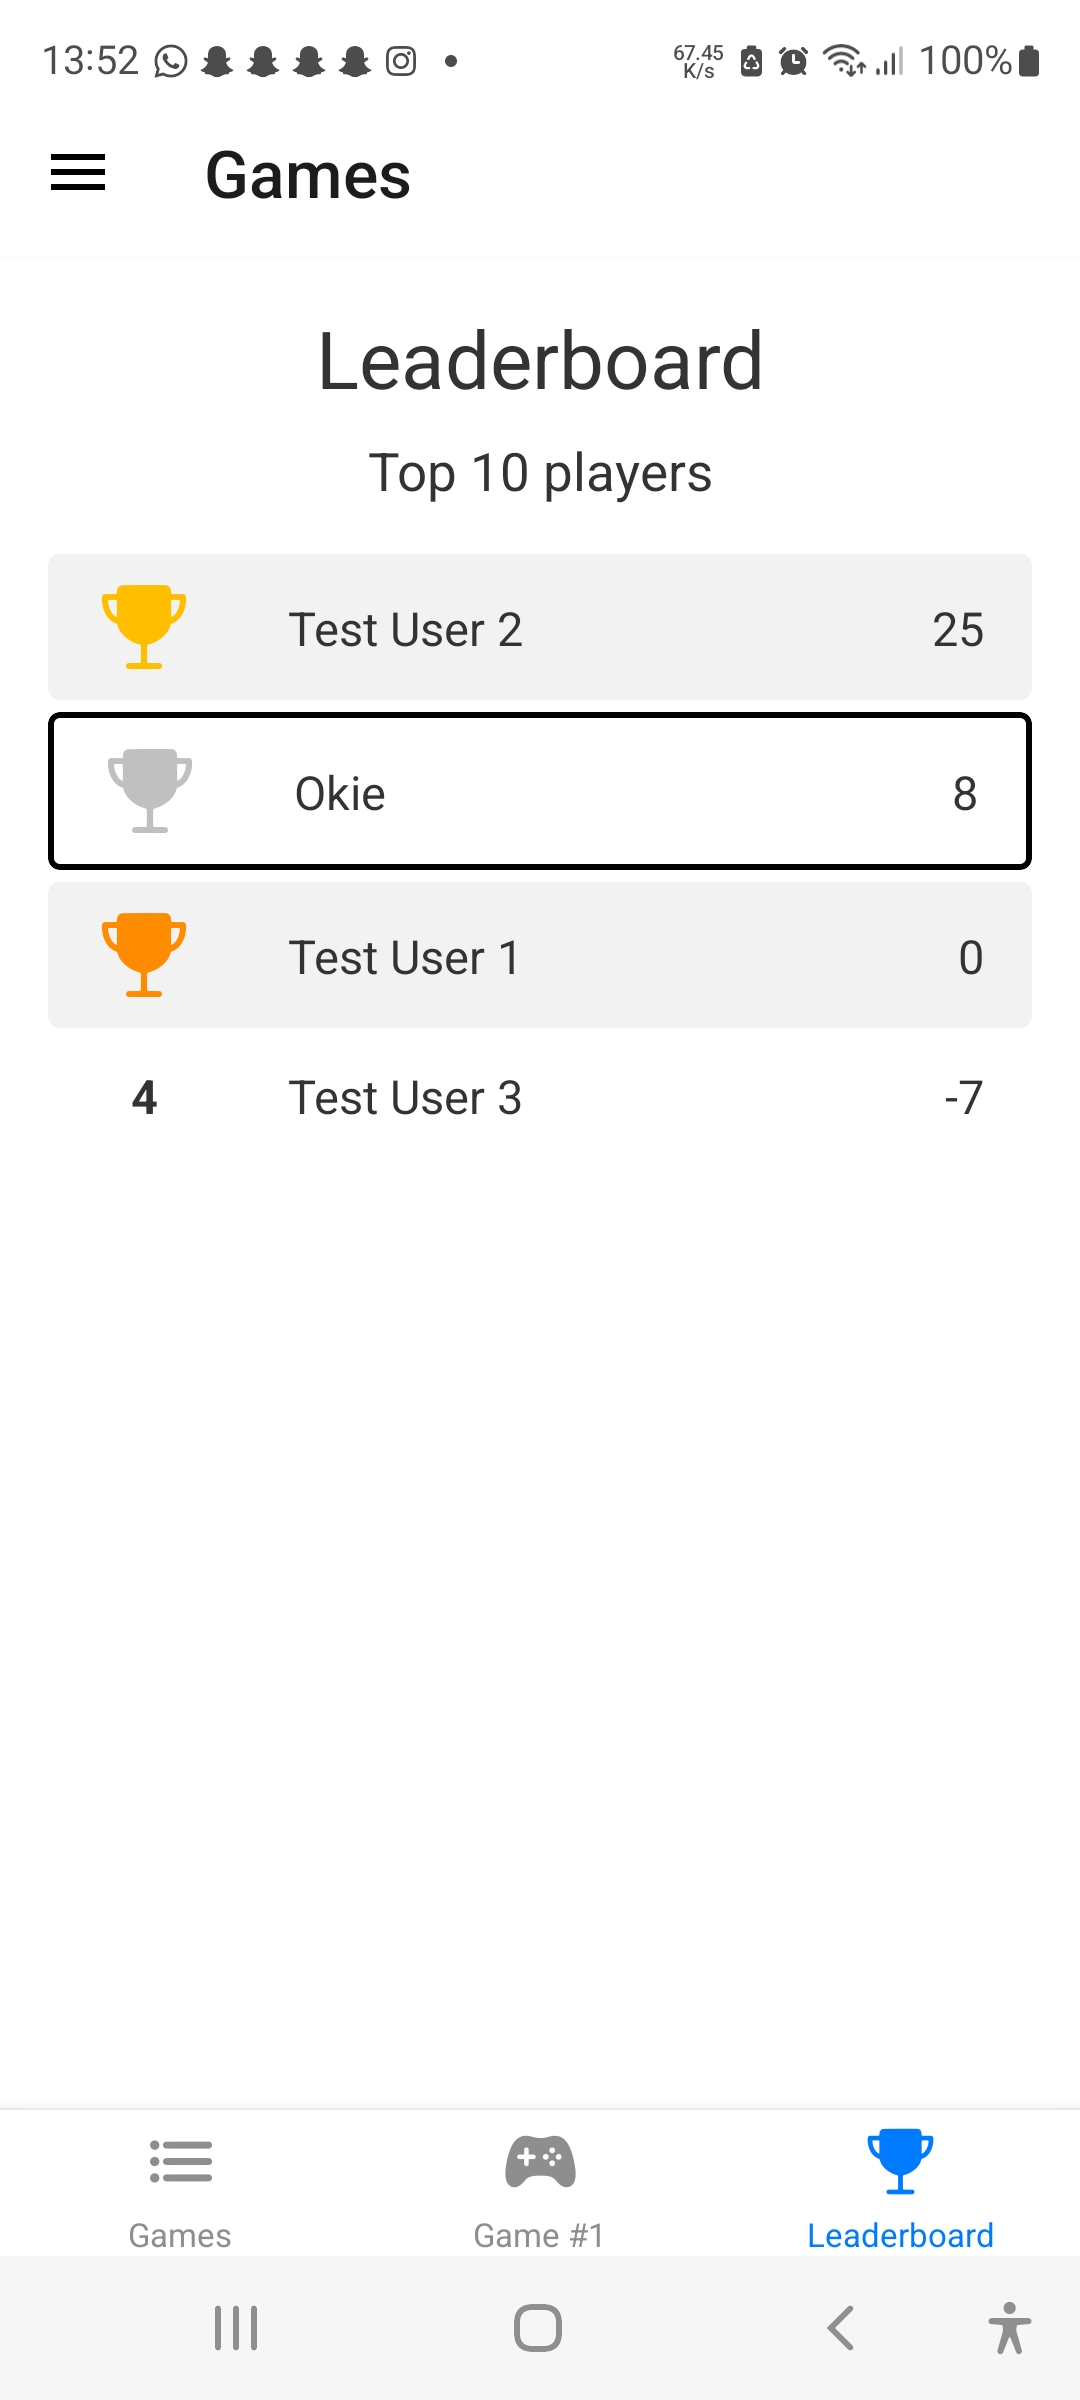 13:52 67.45 K/s 100%
Games
Leaderboard
Top 10 players
Test User 2 25
Okie 8
Test User 1 0
4 Test User 3 -7
Games Game #1 Leaderboard